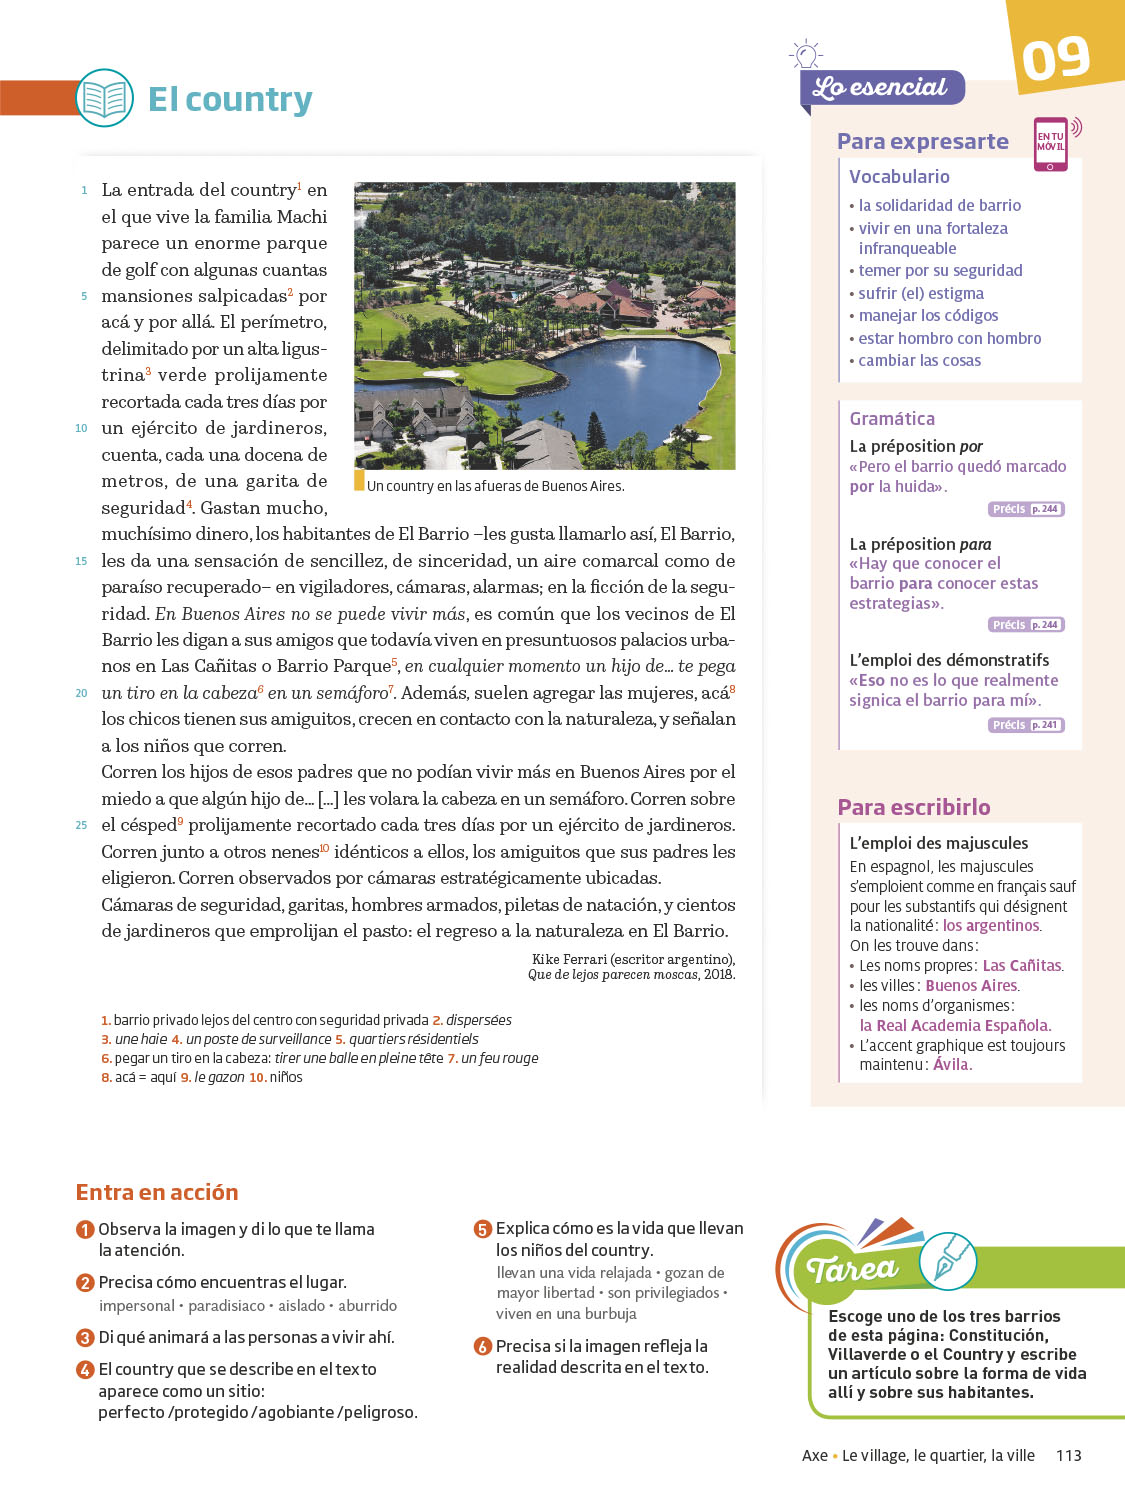 09
El country
1 La entrada del country1 en
el que vive la familia Machi
parece un enorme parque
de golf con algunas cuantas
5 mansiones salpicadas2 por
acá y por allá. El perímetro,
delimitado por un alta ligus-
trina3 verde prolijamente
recortada cada tres días por
10 un ejército de jardineros,
cuenta, cada una docena de
metros, de una garita de
seguridad4. Gastan mucho,
muchísimo dinero, los habitantes de El Barrio –les gusta llamarlo así, El Barrio,
15 les da una sensación de sencillez, de sinceridad, un aire comarcal como de
paraíso recuperado– en vigiladores, cámaras, alarmas; en la ficción de la segu-
ridad. En Buenos Aires no se puede vivir más, es común que los vecinos de El
Barrio les digan a sus amigos que todavía viven en presuntuosos palacios urba-
nos en Las Cañitas o Barrio Parque5, en cualquier momento un hijo de... te pega
20 un tiro en la cabeza6 en un semáforo7. Además, suelen agregar las mujeres, acá8
los chicos tienen sus amiguitos, crecen en contacto con la naturaleza, y señalan
a los niños que corren.
Corren los hijos de esos padres que no podían vivir más en Buenos Aires por el
miedo a que algún hijo de... [...] les volara la cabeza en un semáforo. Corren sobre
25 el césped9 prolijamente recortado cada tres días por un ejército de jardineros.
Corren junto a otros nenes10 idénticos a ellos, los amiguitos que sus padres les
eligieron. Corren observados por cámaras estratégicamente ubicadas.
Cámaras de seguridad, garitas, hombres armados, piletas de natación, y cientos
de jardineros que emprolijan el pasto: el regreso a la naturaleza en El Barrio.
Kike Ferrari (escritor argentino),
Que de lejos parecen moscas, 2018.
Un country en las afueras de Buenos Aires.
1. barrio privado lejos del centro con seguridad privada 2. dispersées
3. une haie 4. un poste de surveillance 5. quartiers résidentiels
6. pegar un tiro en la cabeza: tirer une balle en pleine tête 7. un feu rouge
8. acá = aquí 9. le gazon 10. niños
Lo esencial
Para expresarte
EN TU
MÓVIL
Vocabulario
• la solidaridad de barrio
• vivir en una fortaleza
infranqueable
• temer por su seguridad
• sufrir (el) estigma
• manejar los códigos
• estar hombro con hombro
• cambiar las cosas
Gramática
La préposition por
«Pero el barrio quedó marcado
por la huida».
Précis p. 244
La préposition para
«Hay que conocer el
barrio para conocer estas
estrategias».
Précis p. 244
L'emploi des démonstratifs
«Eso no es lo que realmente
signica el barrio para mí».
Précis p. 241
Para escribirlo
L'emploi des majuscules
En espagnol, les majuscules
s'emploient comme en français sauf
pour les substantifs qui désignent
la nationalité : los argentinos.
On les trouve dans :
• Les noms propres : Las Cañitas.
• les villes : Buenos Aires.
• les noms d'organismes :
la Real Academia Española.
• L'accent graphique est toujours
maintenu : Ávila.
Entra en acción
1 Observa la imagen y di lo que te llama
la atención.
2 Precisa cómo encuentras el lugar.
impersonal • paradisiaco • aislado • aburrido
3 Di qué animará a las personas a vivir ahí.
4 El country que se describe en el texto
aparece como un sitio:
perfecto /protegido /agobiante /peligroso.
5 Explica cómo es la vida que llevan
los niños del country.
llevan una vida relajada • gozan de
mayor libertad • son privilegiados •
viven en una burbuja
6 Precisa si la imagen refleja la
realidad descrita en el texto.
Tarea
Escoge uno de los tres barrios
de esta página: Constitución,
Villaverde o el Country y escribe
un artículo sobre la forma de vida
allí y sobre sus habitantes.
Axe • Le village, le quartier, la ville 113